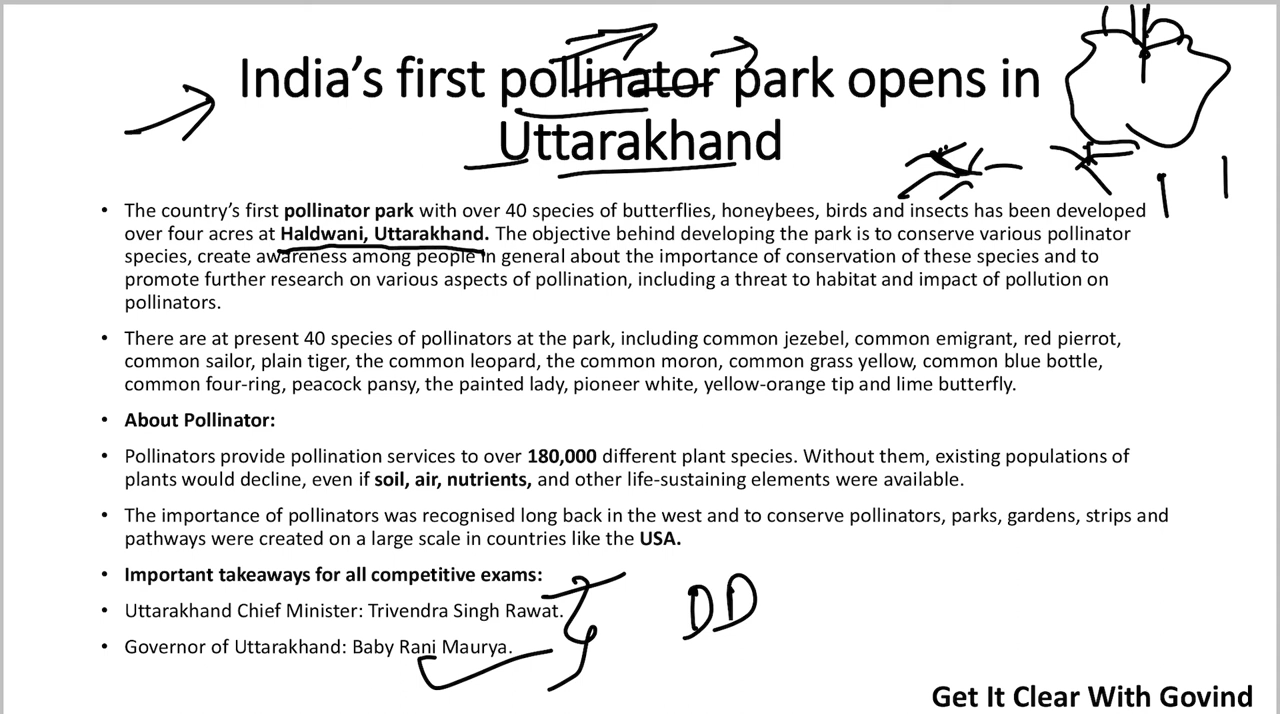 India's first pollinator park opens in
Uttarakhand
• The country's first pollinator park with over 40 species of butterflies, honeybees, birds and insects has been developed
over four acres at Haldwani, Uttarakhand. The objective behind developing the park is to conserve various pollinator
species, create awareness among people in general about the importance of conservation of these species and to
promote further research on various aspects of pollination, including a threat to habitat and impact of pollution on
pollinators.
• There are at present 40 species of pollinators at the park, including common jezebel, common emigrant, red pierrot,
common sailor, plain tiger, the common leopard, the common moron, common grass yellow, common blue bottle,
common four-ring, peacock pansy, the painted lady, pioneer white, yellow-orange tip and lime butterfly.
• About Pollinator:
• Pollinators provide pollination services to over 180,000 different plant species. Without them, existing populations of
plants would decline, even if soil, air, nutrients, and other life-sustaining elements were available.
• The importance of pollinators was recognised long back in the west and to conserve pollinators, parks, gardens, strips and
pathways were created on a large scale in countries like the USA.
• Important takeaways for all competitive exams:
• Uttarakhand Chief Minister: Trivendra Singh Rawat.
DD
• Governor of Uttarakhand: Baby Rani Maurya.
Get It Clear With Govind